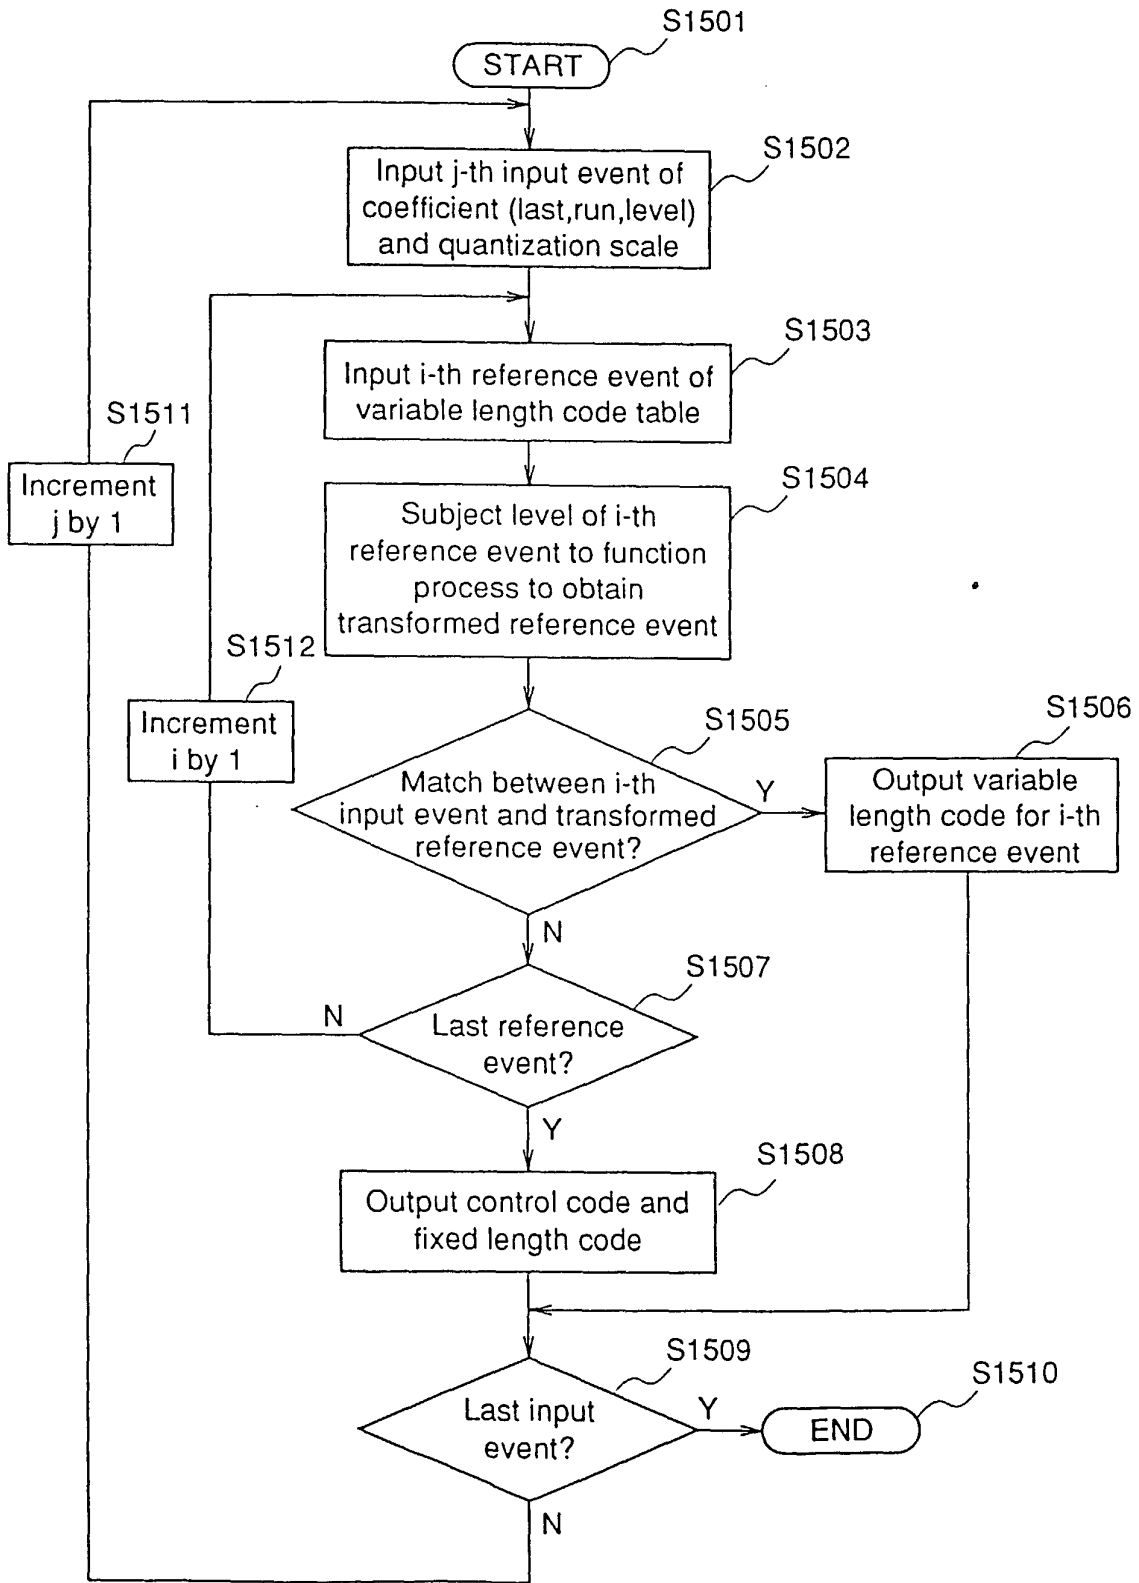 S1501
START
S1502
Input j-th input event of
coefficient (last,run,level)
and quantization scale
S1503
Input i-th reference event of
variable length code table
S1511
Increment
j by 1
S1504
Subject level of i-th
reference event to function
process to obtain
transformed reference event
S1512
Increment
i by 1
S1505
Match between i-th
input event and transformed
reference event?
Y
S1506
Output variable
length code for i-th
reference event
N
S1507
Last reference
event?
N
Y
S1508
Output control code and
fixed length code
S1509
Last input
event?
Y
S1510
END
N